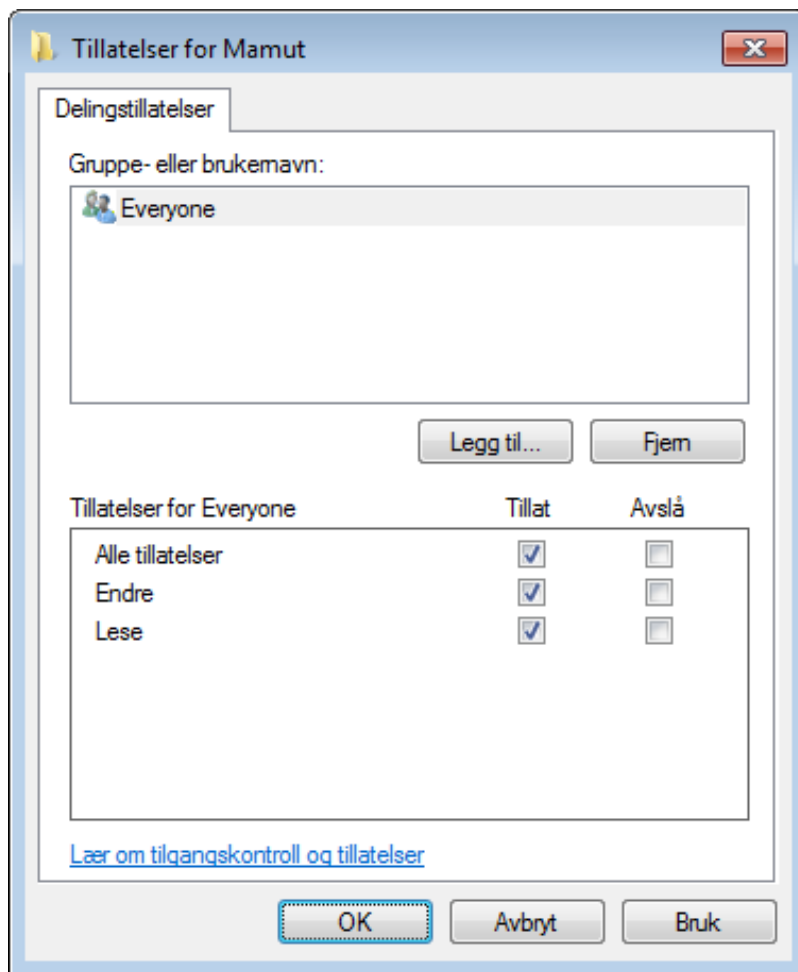 Tillatelser for Mamut
Delingstillatelser
Gruppe- eller brukernavn:
Everyone
Legg til...
Fjern
Tillatelser for Everyone Tillat Avslå
Alle tillatelser
Endre
Lese
Lær om tilgangskontroll og tillatelser
OK Avbryt Bruk